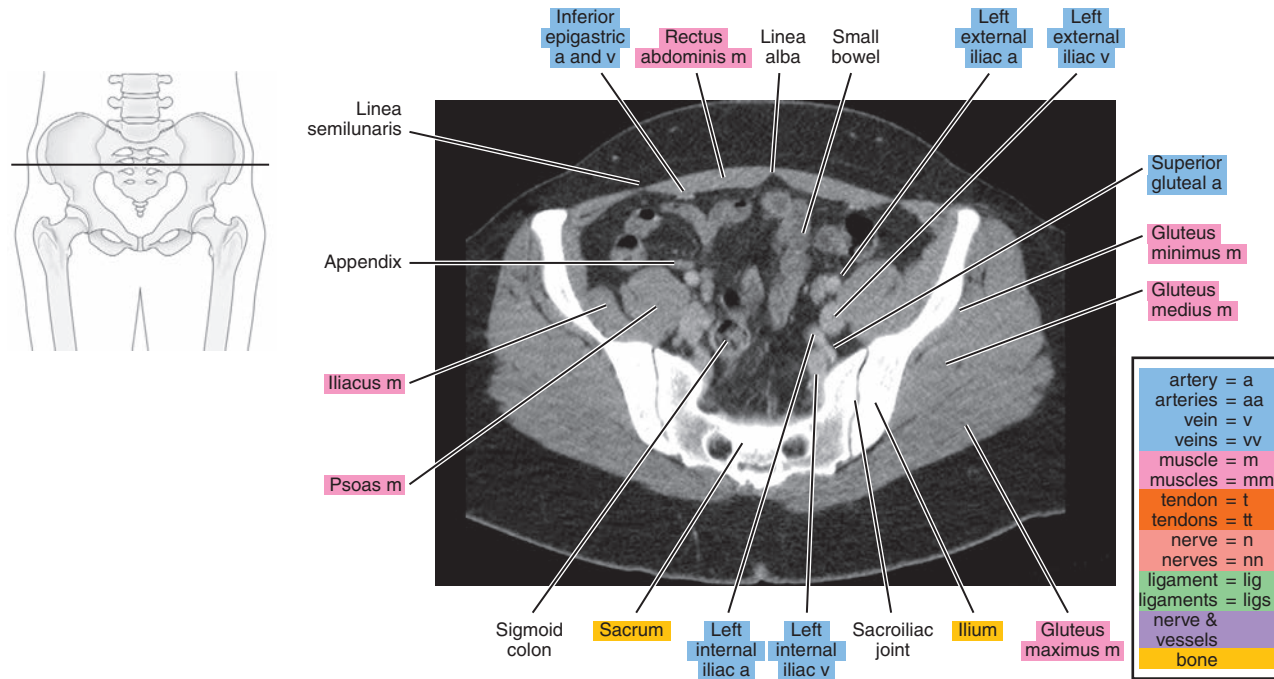 Inferior
epigastric
a and v
Rectus
abdominis m
Linea
alba
Small
bowel
Left
external
iliac a
Left
external
iliac v
Linea
semilunaris
Superior
gluteal a
Gluteus
minimus m
Appendix
Gluteus
medius m
Iliacus m
Psoas m
Sigmoid
colon
Sacrum
Left
internal
iliac a
Left
internal
iliac v
Sacroiliac
joint
Ilium
Gluteus
maximus m
artery = a
arteries = aa
vein = v
veins = vv
muscle = m
muscles = mm
tendon = t
tendons = tt
nerve = n
nerves = nn
ligament = lig
ligaments = ligs
nerve &
vessels
bone